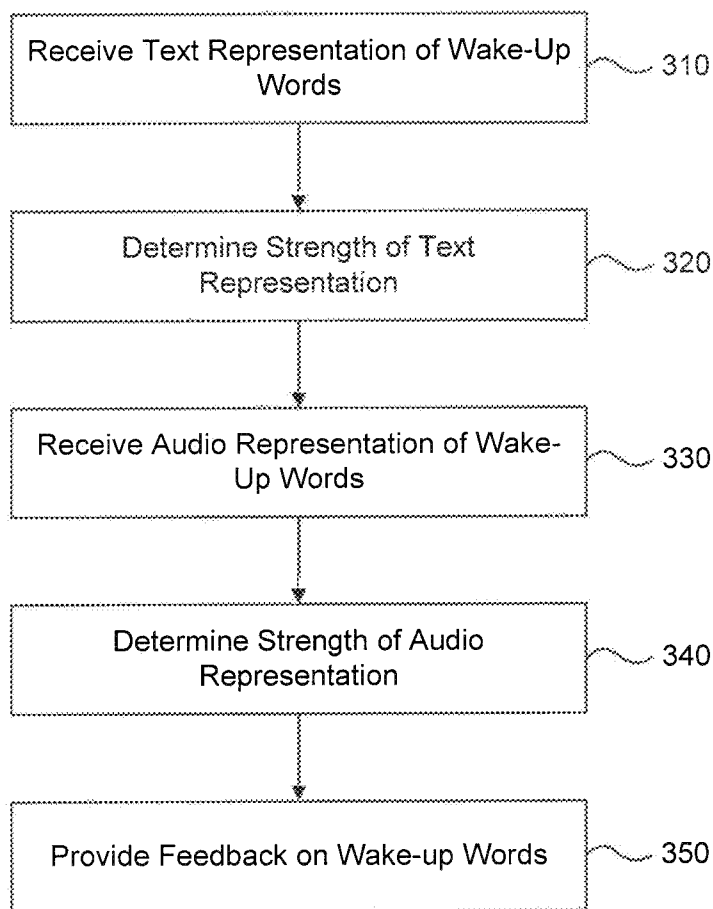 Receive Text Representation of Wake-Up
Words
310
Determine Strength of Text
Representation
320
Receive Audio Representation of Wake-
Up Words
330
Determine Strength of Audio
Representation
340
Provide Feedback on Wake-up Words
350